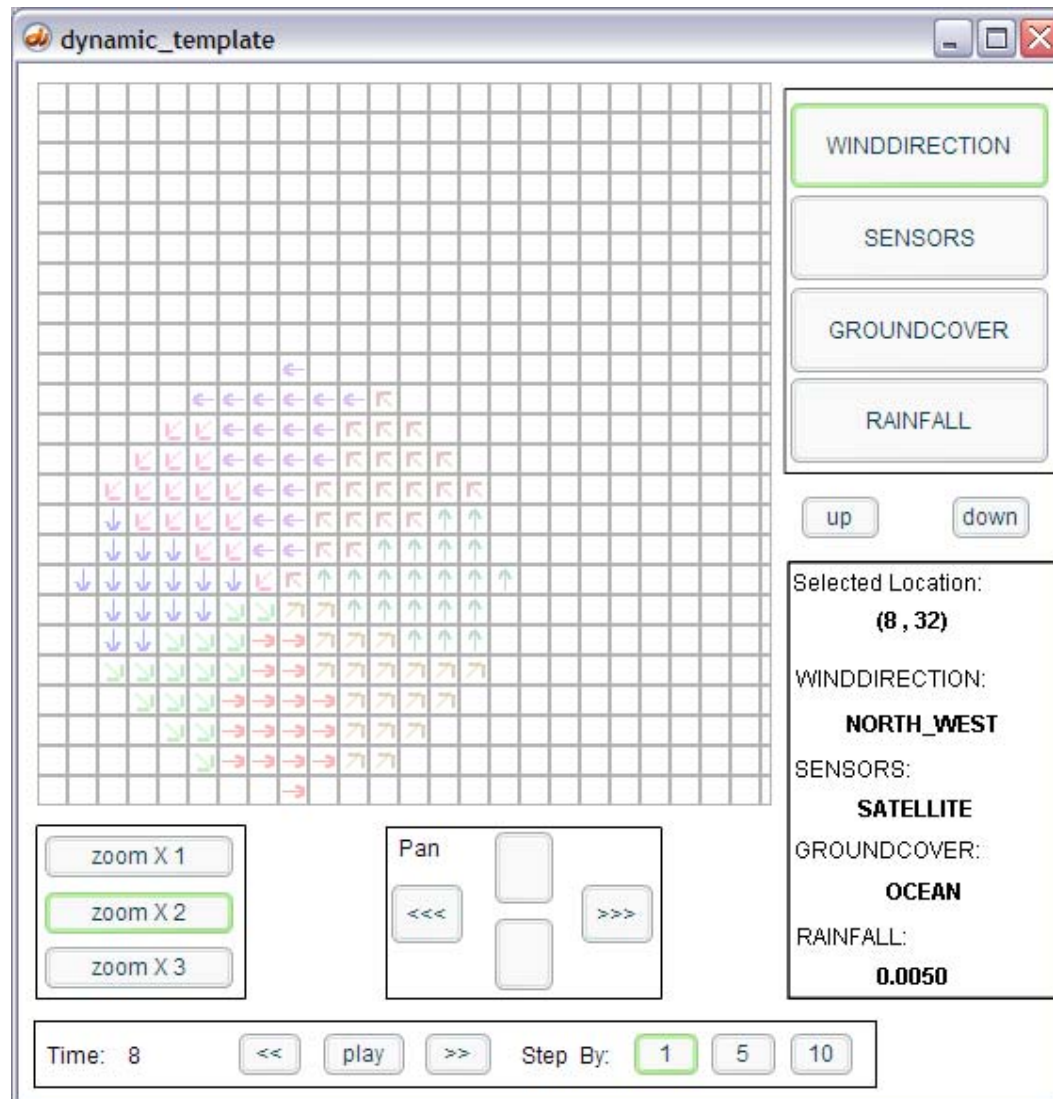 dynamic_template
WINDDIRECTION
SENSORS
GROUNDCOVER
RAINFALL
up
down
Selected Location:
(8 , 32)
WINDDIRECTION:
NORTH_WEST
SENSORS:
SATELLITE
GROUNDCOVER:
OCEAN
RAINFALL:
0.0050
zoom X 1
zoom X 2
zoom X 3
Pan
<<<
>>>
Time: 8 << play >> Step By: 1 5 10